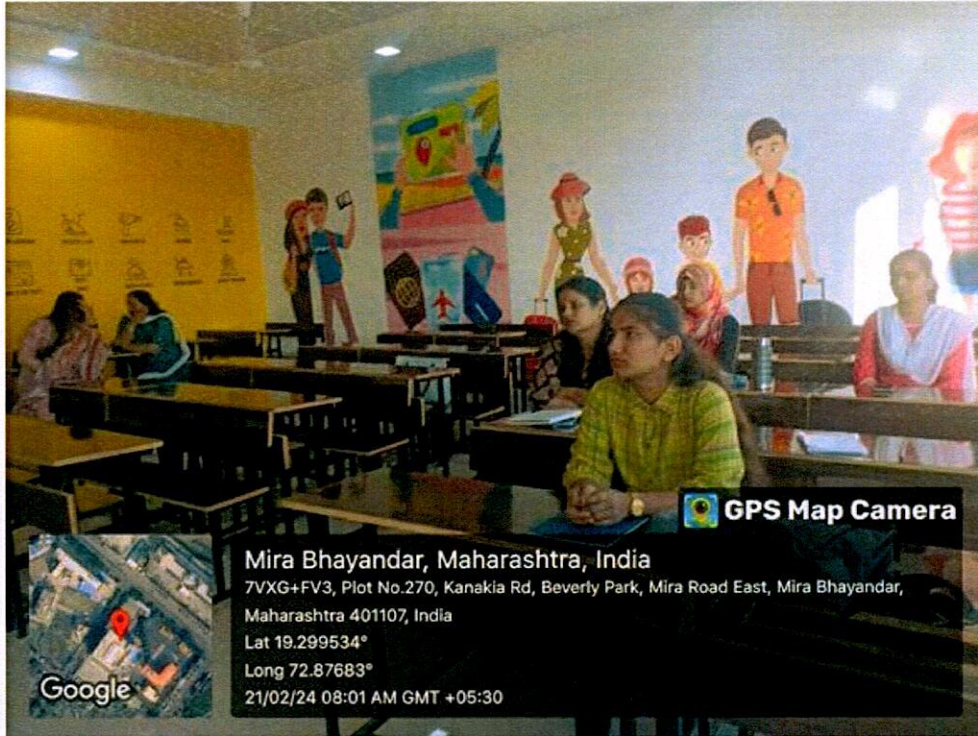 GPS Map Camera
Mira Bhayandar, Maharashtra, India
7VXG+FV3, Plot No.270, Kanakia Rd, Beverly Park, Mira Road East, Mira Bhayandar,
Maharashtra 401107, India
Lat 19.299534°
Long 72.87683°
21/02/24 08:01 AM GMT +05:30
Google